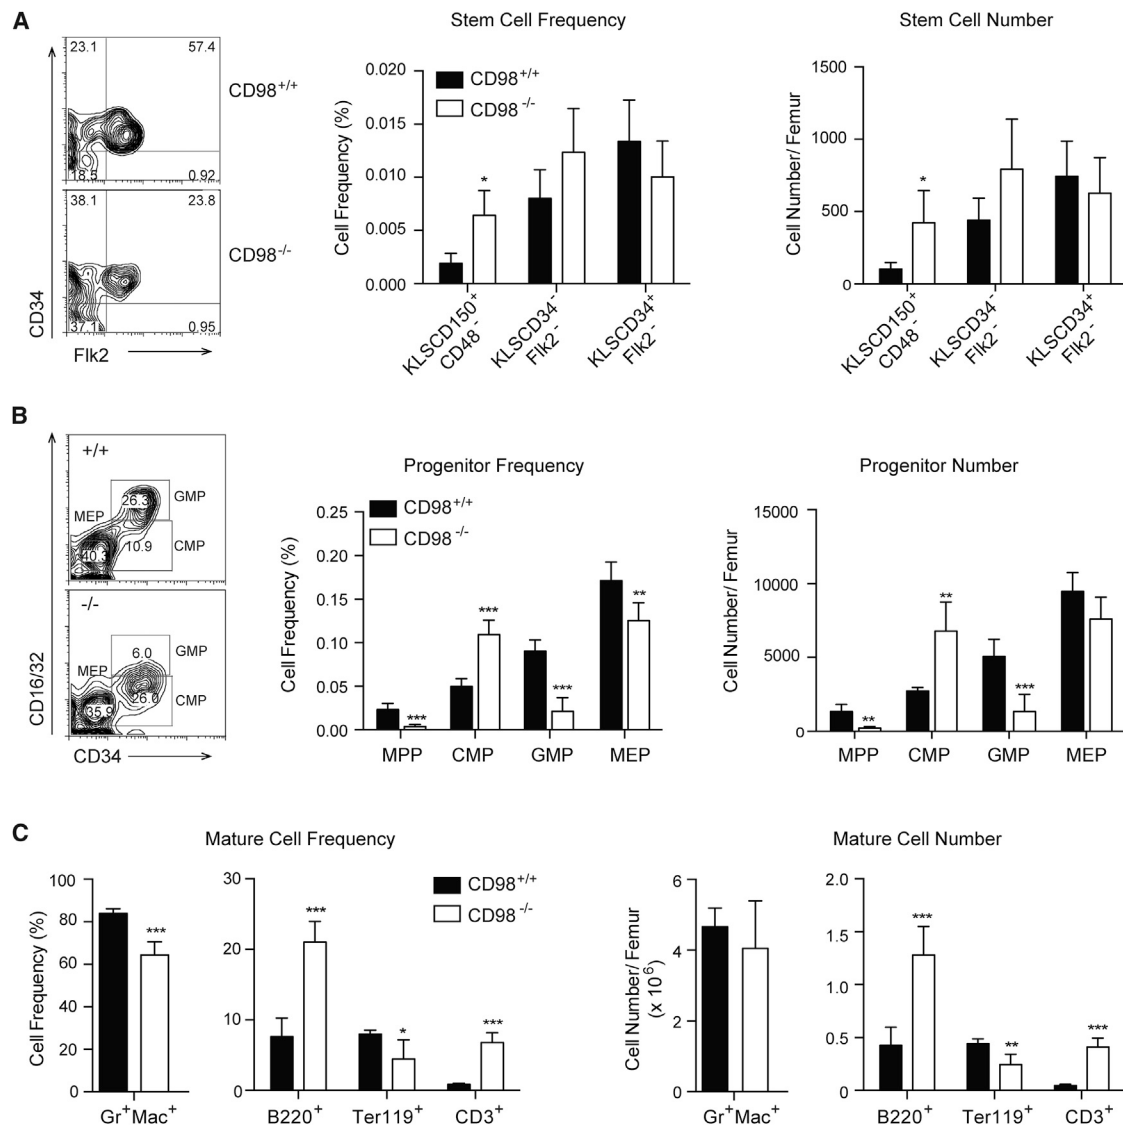 A
Stem Cell Frequency
Stem Cell Number
23.1
57.4
18.5
0.92
CD98+/+
38.1
23.8
37.1
0.95
CD98-/-
CD34
Flk2
Cell Frequency (%)
0.020
0.015
0.010
0.005
0.000
CD98+/+
CD98-/-
*
KLSCD150+
CD48-
KLSCD34-
Flk2-
KLSCD34+
Flk2-
Cell Number/ Femur
1500
1000
500
0
*
KLSCD150+
CD48-
KLSCD34-
Flk2-
KLSCD34+
Flk2-
B
Progenitor Frequency
Progenitor Number
+/+
26.3
GMP
MEP
10.9
CMP
40.3
-/-
6.0
GMP
MEP
CMP
26.0
35.9
CD16/32
CD34
Cell Frequency (%)
0.25
0.20
0.15
0.10
0.05
0.00
CD98+/+
CD98-/-
***
***
***
**
MPP
CMP
GMP
MEP
Cell Number/ Femur
15000
10000
5000
0
**
**
***
MPP
CMP
GMP
MEP
C
Mature Cell Frequency
Mature Cell Number
Cell Frequency (%)
100
80
60
40
20
0
***
Gr+Mac+
30
20
10
0
***
*
***
B220+
Ter119+
CD3+
CD98+/+
CD98-/-
Cell Number/ Femur
(x 10^6)
6
4
2
0
Gr+Mac+
2.0
1.5
1.0
0.5
0
***
**
***
B220+
Ter119+
CD3+